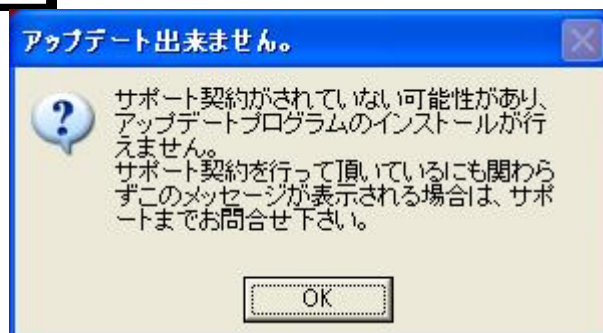 アップデート出来ません。
サポート契約がされていない可能性があり、
アップデートプログラムのインストールが行
えません。
サポート契約を行って頂いているにも関わら
ずこのメッセージが表示される場合は、サポ
ートまでお問合せ下さい。
OK